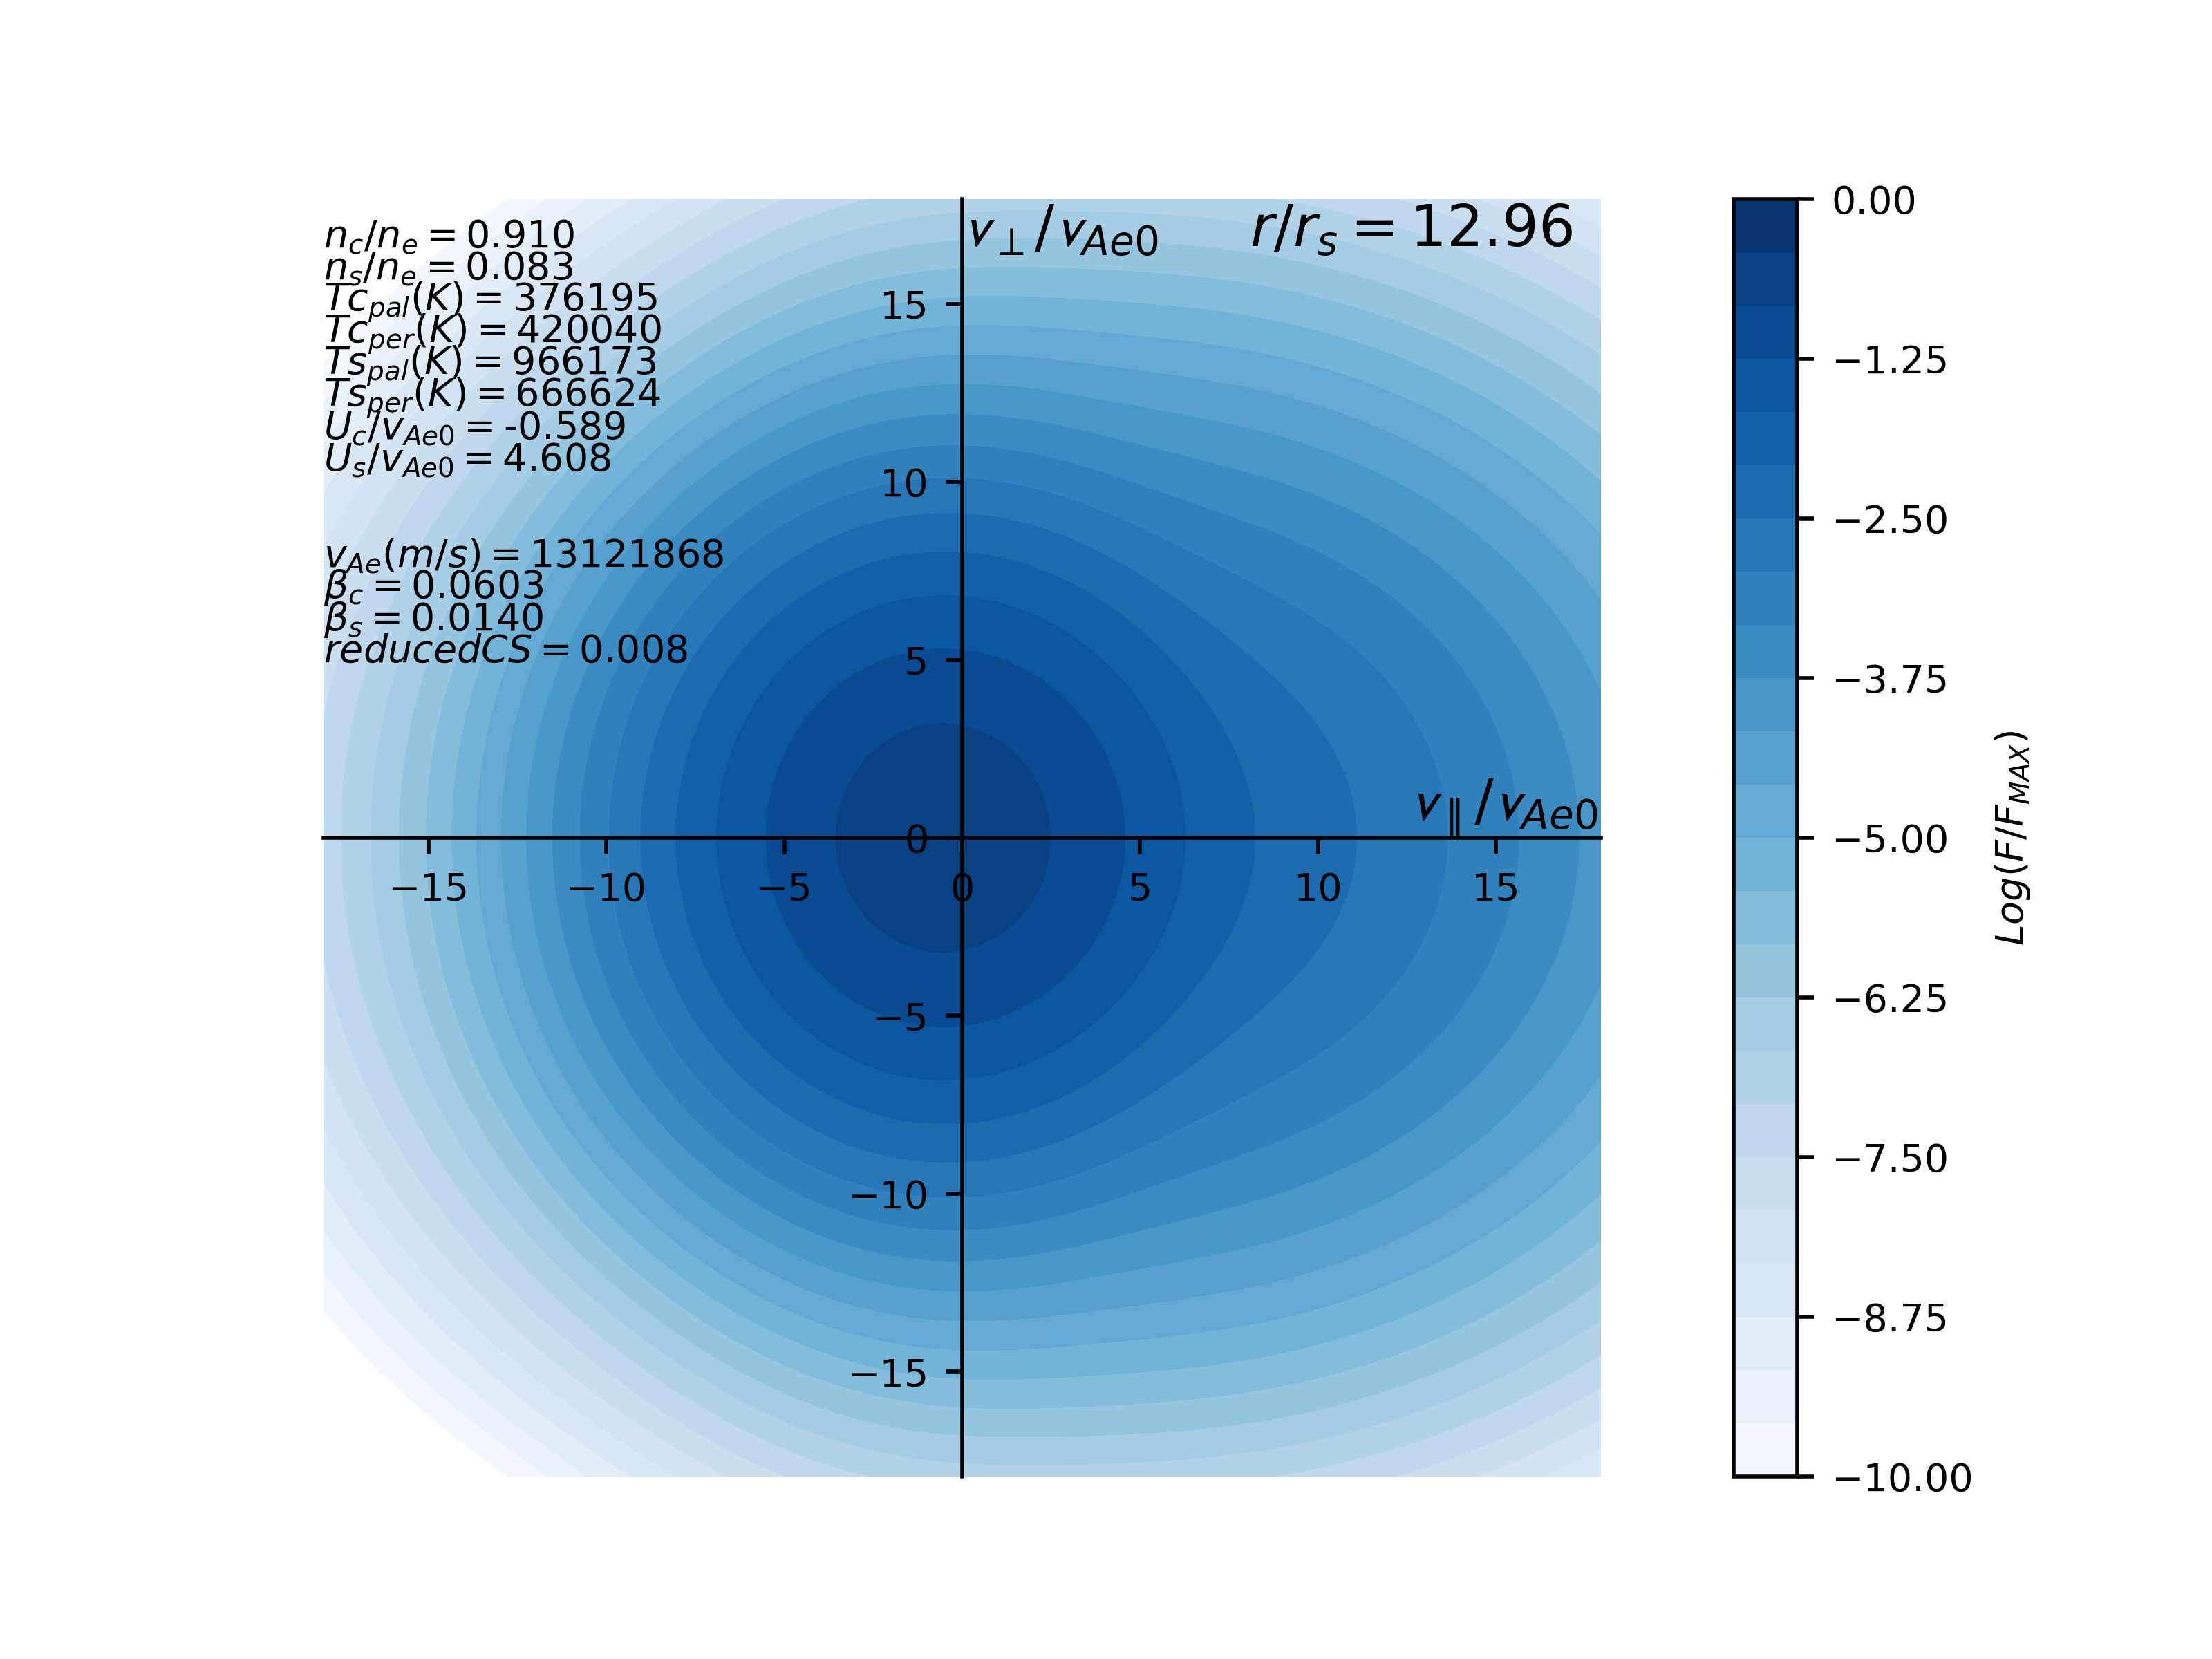 n_c/n_e = 0.910
n_s/n_e = 0.083
Tc_pal(K) = 376195
Tc_per(K) = 420040
Ts_pal(K) = 966173
Ts_per(K) = 666624
U_c/v_Ae0 = -0.589
U_s/v_Ae0 = 4.608
v_Ae(m/s) = 13121868
β_c = 0.0603
β_s = 0.0140
reducedCS = 0.008
v_⊥/v_Ae0
r/r_s = 12.96
15
10
5
0
−5
−10
−15
v_∥/v_Ae0
−15 −10 −5 0 5 10 15
0.00
−1.25
−2.50
−3.75
−5.00
−6.25
−7.50
−8.75
−10.00
Log(F/F_MAX)